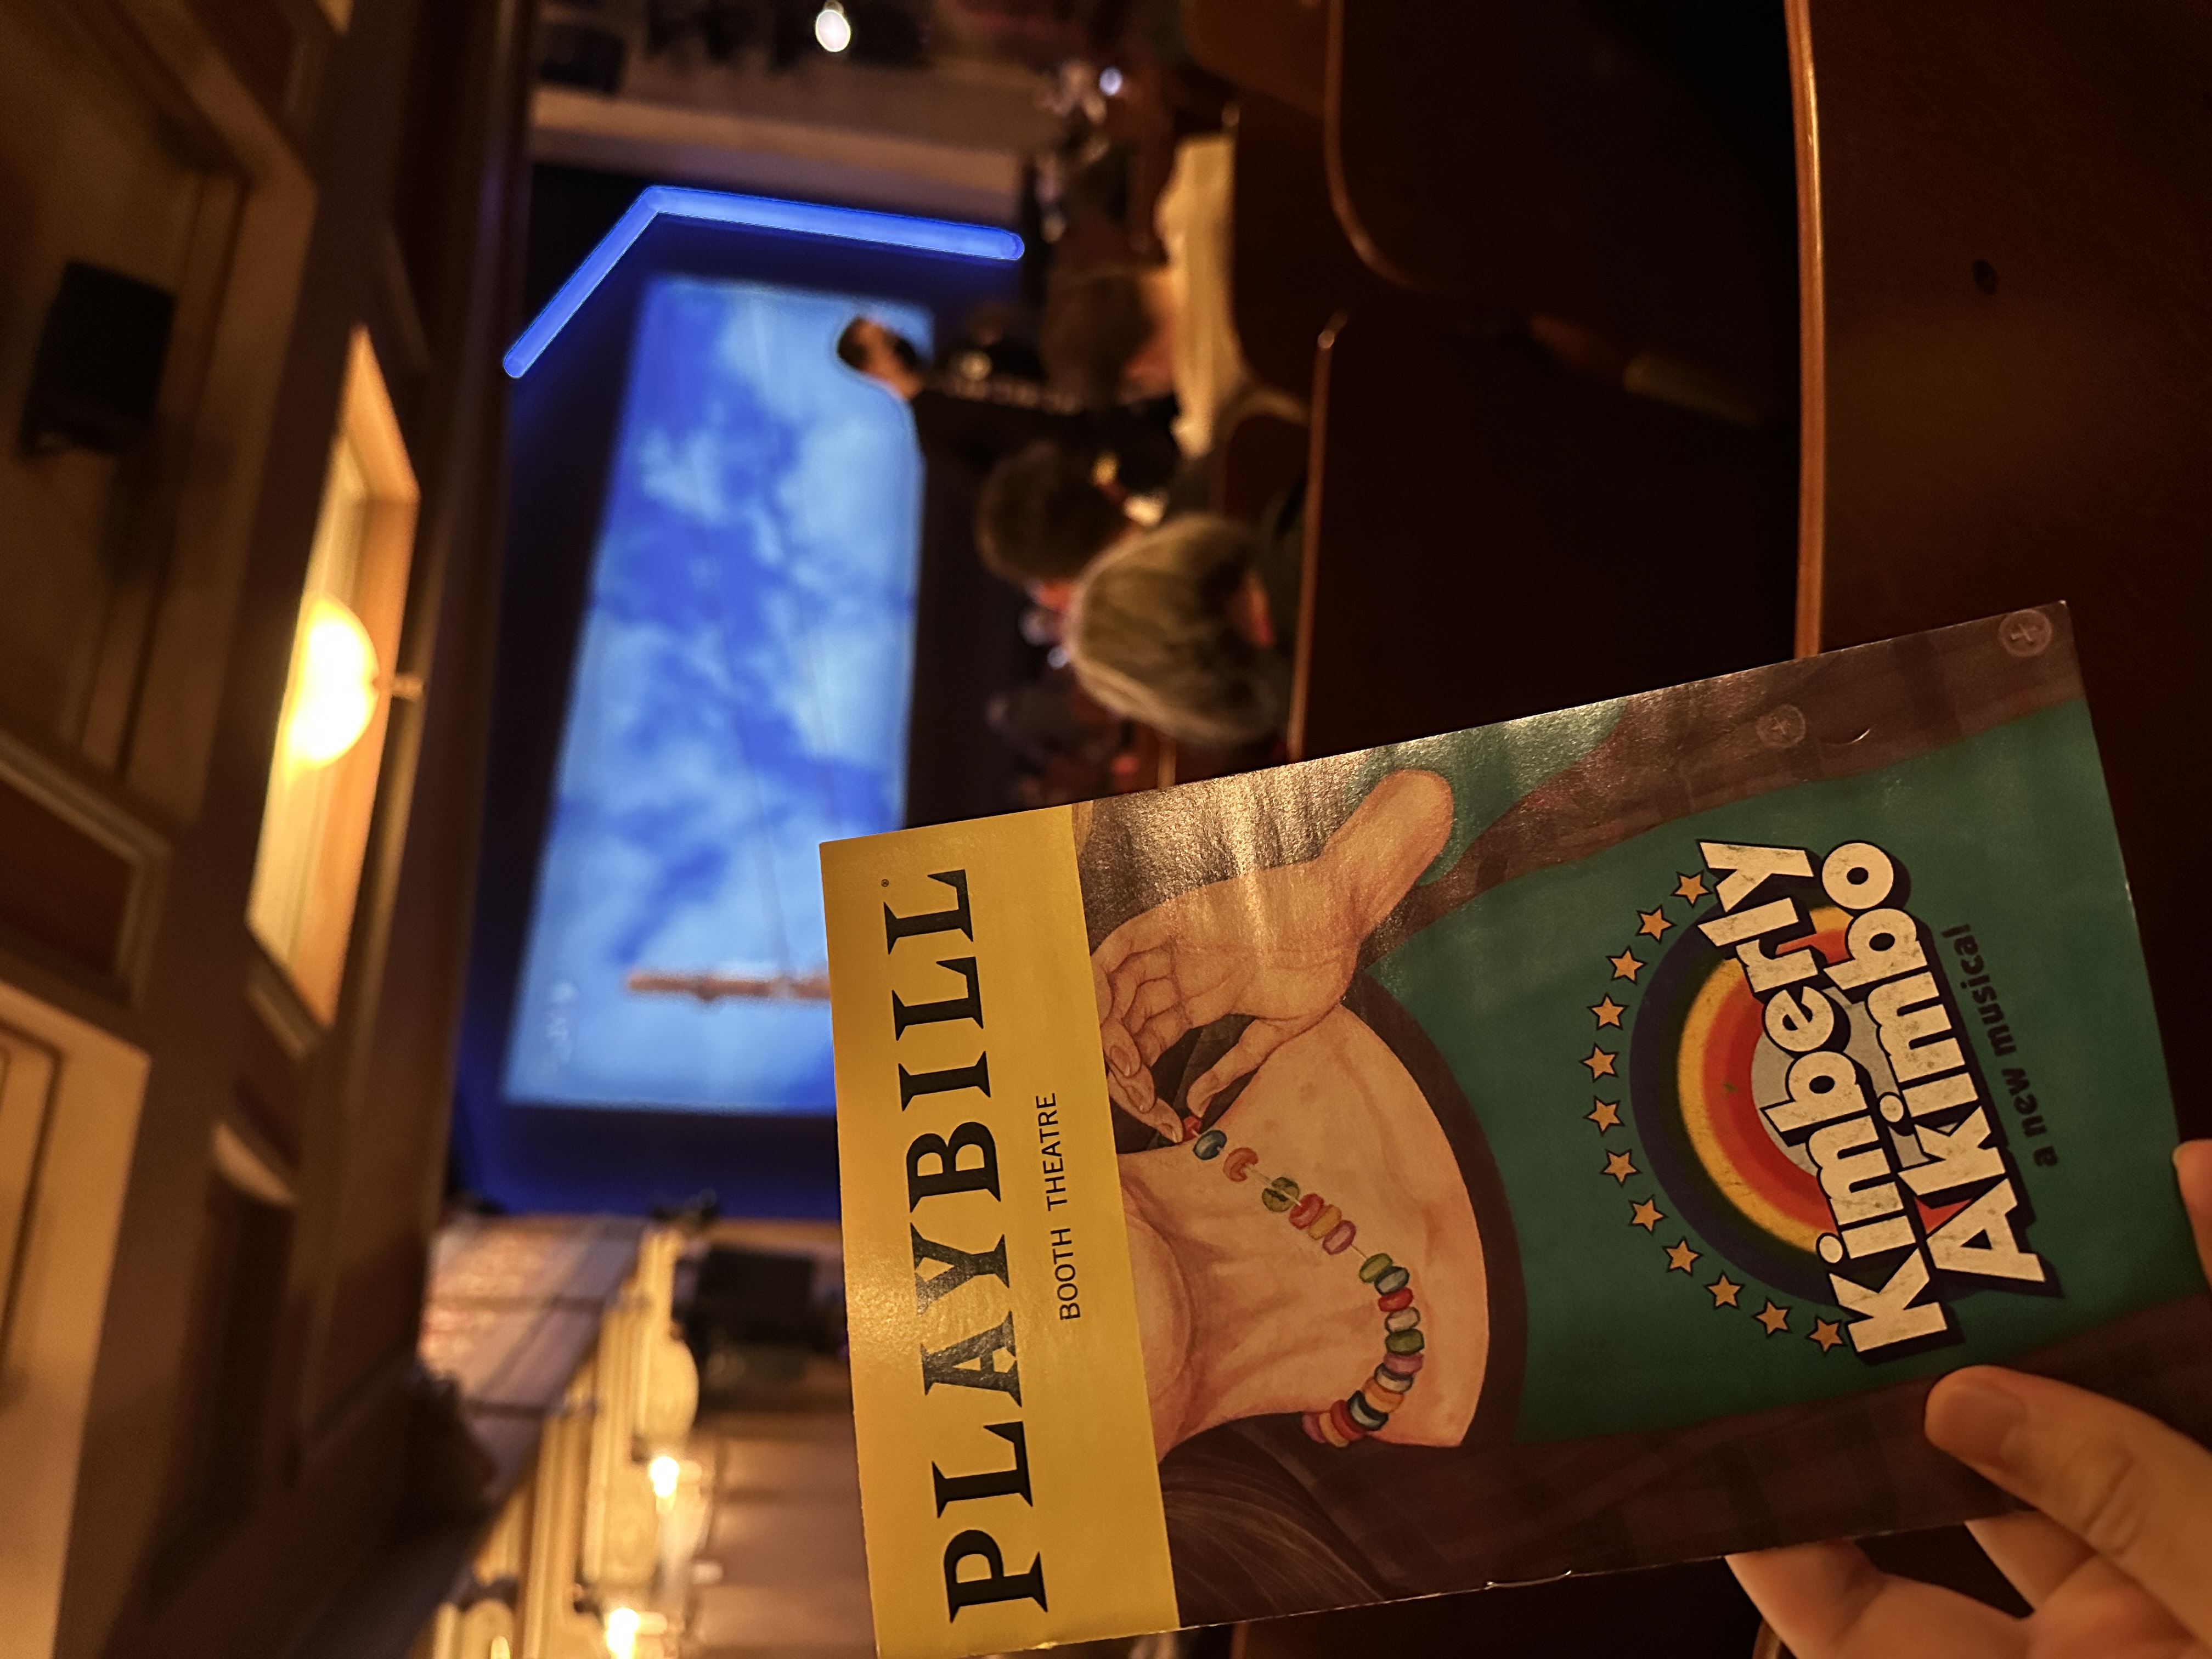 PLAYBILL®
BOOTH THEATRE
Kimberly
Akimbo
a new musical